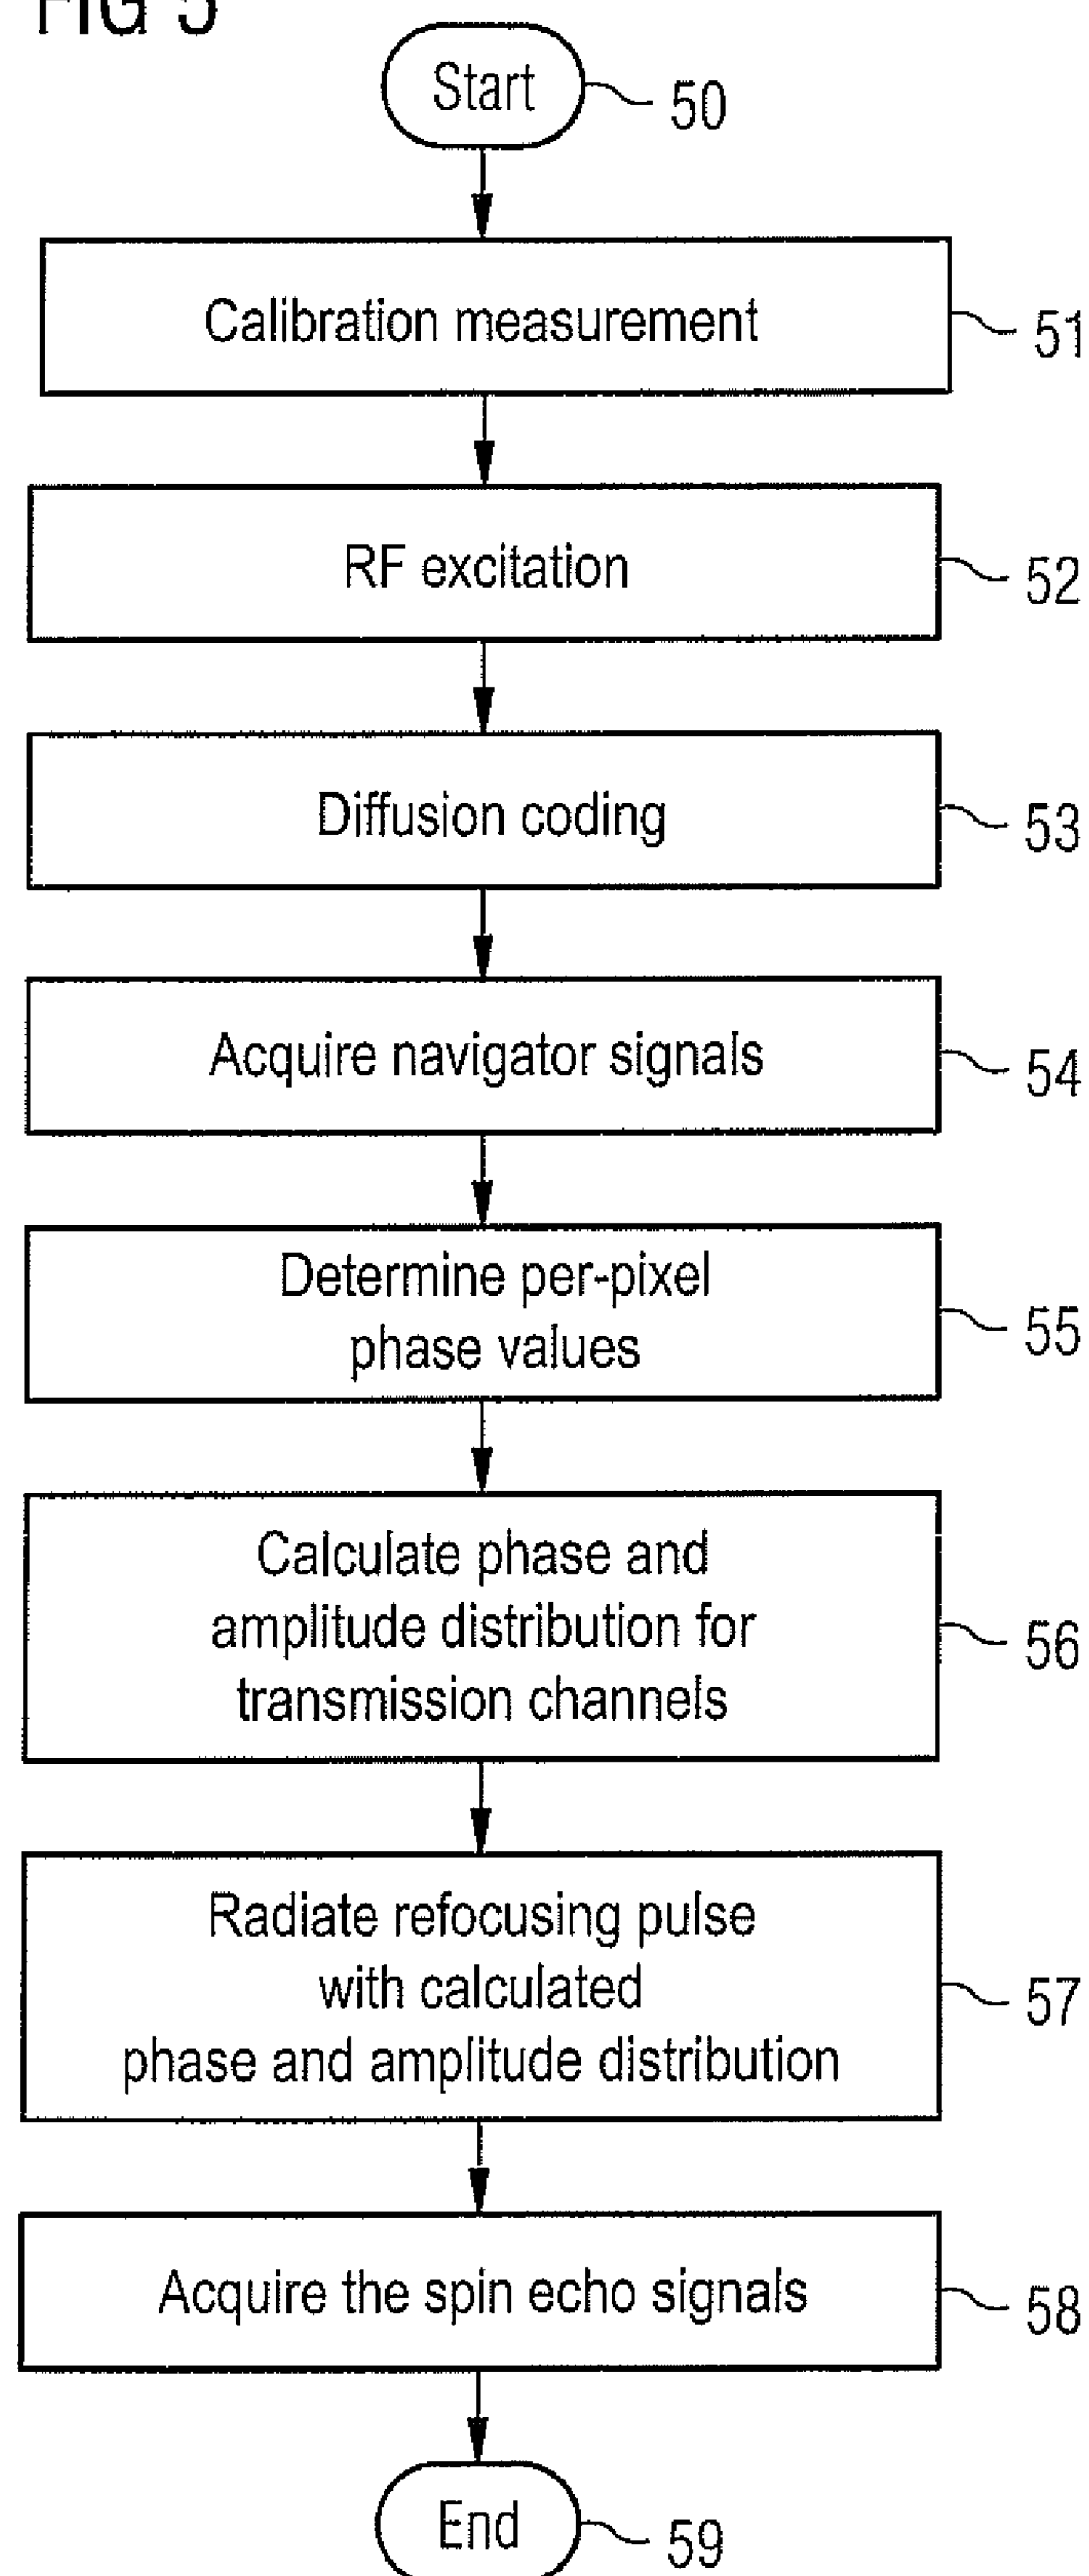 FIG 5
Start
50
Calibration measurement
51
RF excitation
52
Diffusion coding
53
Acquire navigator signals
54
Determine per-pixel
phase values
55
Calculate phase and
amplitude distribution for
transmission channels
56
Radiate refocusing pulse
with calculated
phase and amplitude distribution
57
Acquire the spin echo signals
58
End
59